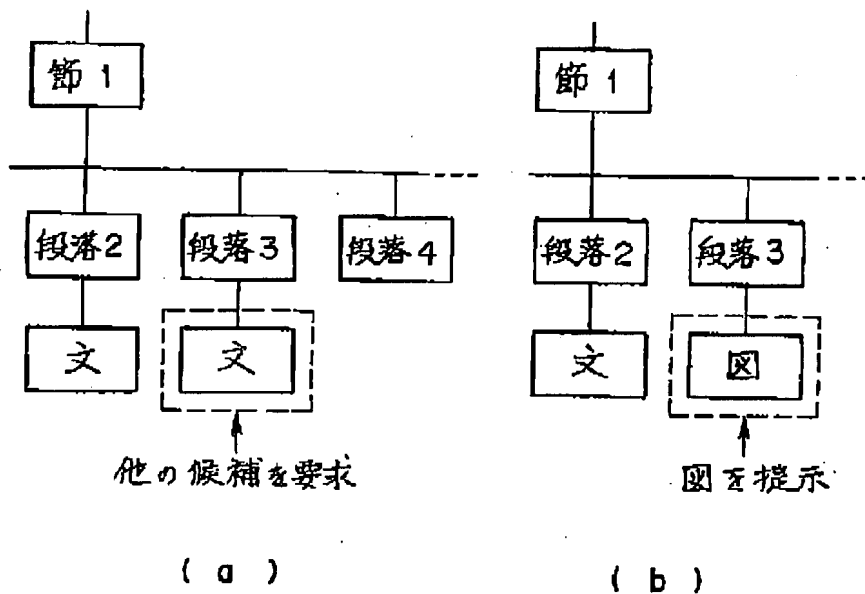 節1
段落2
段落3
段落4
文
文
他の候補を要求
(a)
節1
段落2
段落3
文
図
図を提示
(b)